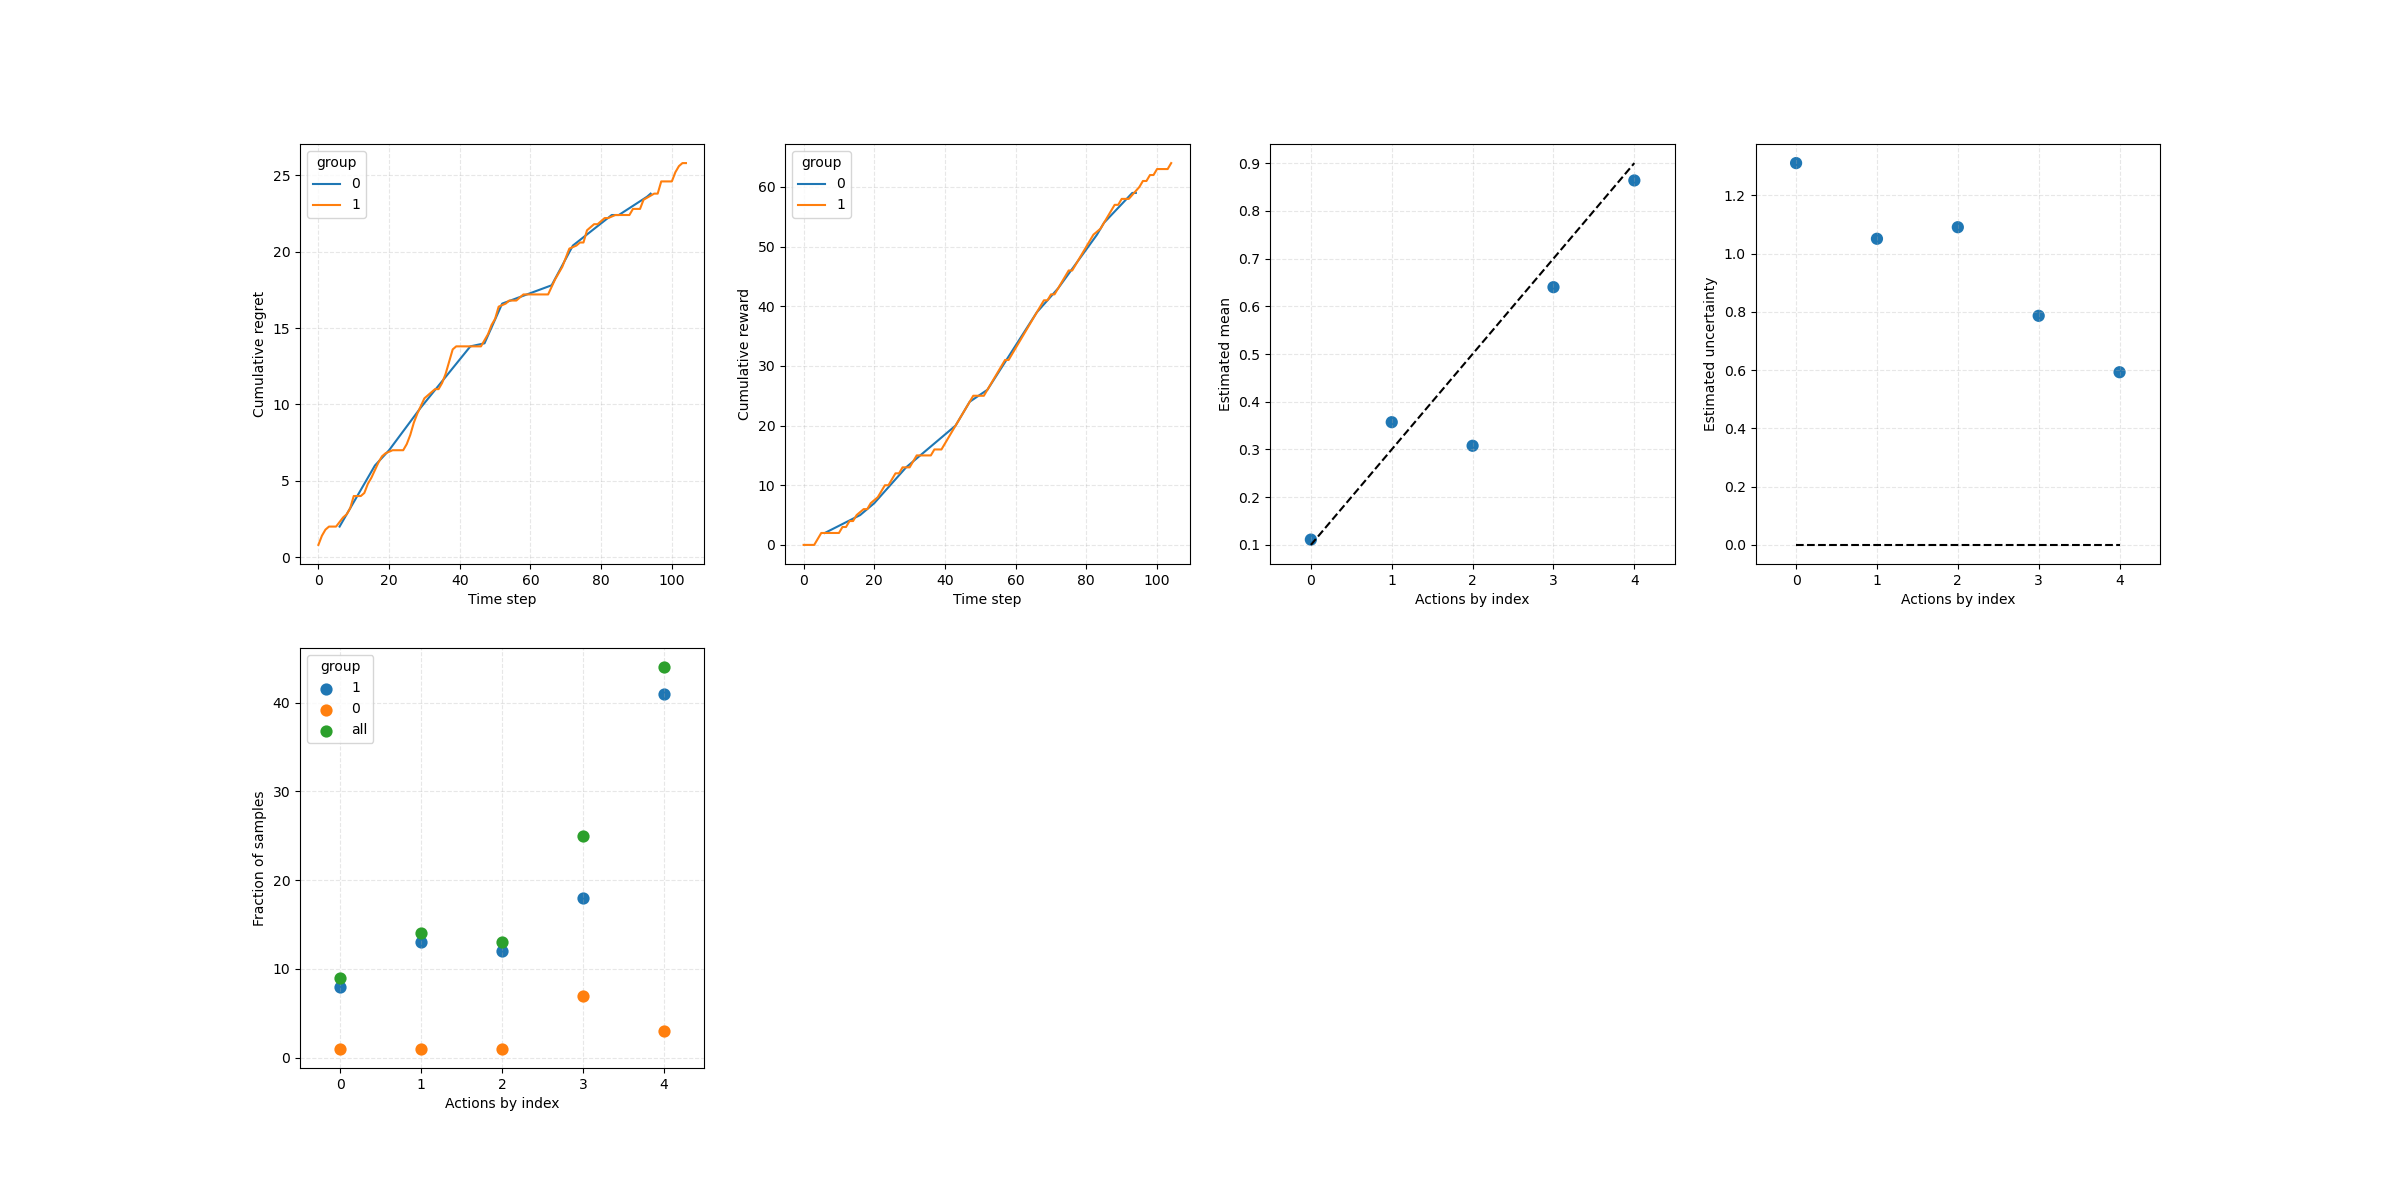 group
0
1
25
20
15
10
5
0
Cumulative regret
0 20 40 60 80 100
Time step
group
0
1
60
50
40
30
20
10
0
Cumulative reward
0 20 40 60 80 100
Time step
0.9
0.8
0.7
0.6
0.5
0.4
0.3
0.2
0.1
Estimated mean
0 1 2 3 4
Actions by index
1.2
1.0
0.8
0.6
0.4
0.2
0.0
Estimated uncertainty
0 1 2 3 4
Actions by index
group
1
0
all
40
30
20
10
0
Fraction of samples
0 1 2 3 4
Actions by index